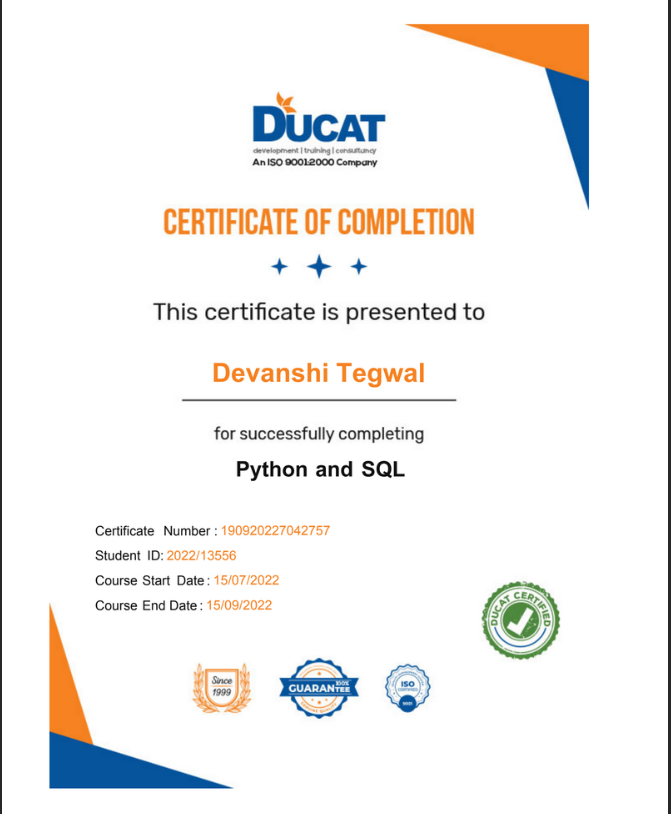 DUCAT
development | training | consultancy
An ISO 9001:2000 Company
CERTIFICATE OF COMPLETION
This certificate is presented to
Devanshi Tegwal
for successfully completing
Python and SQL
Certificate Number : 190920227042757
Student ID: 2022/13556
Course Start Date : 15/07/2022
Course End Date : 15/09/2022
DUCAT CERTIFIED
Since
1999
100%
GUARANTEE
ISO
CERTIFIED